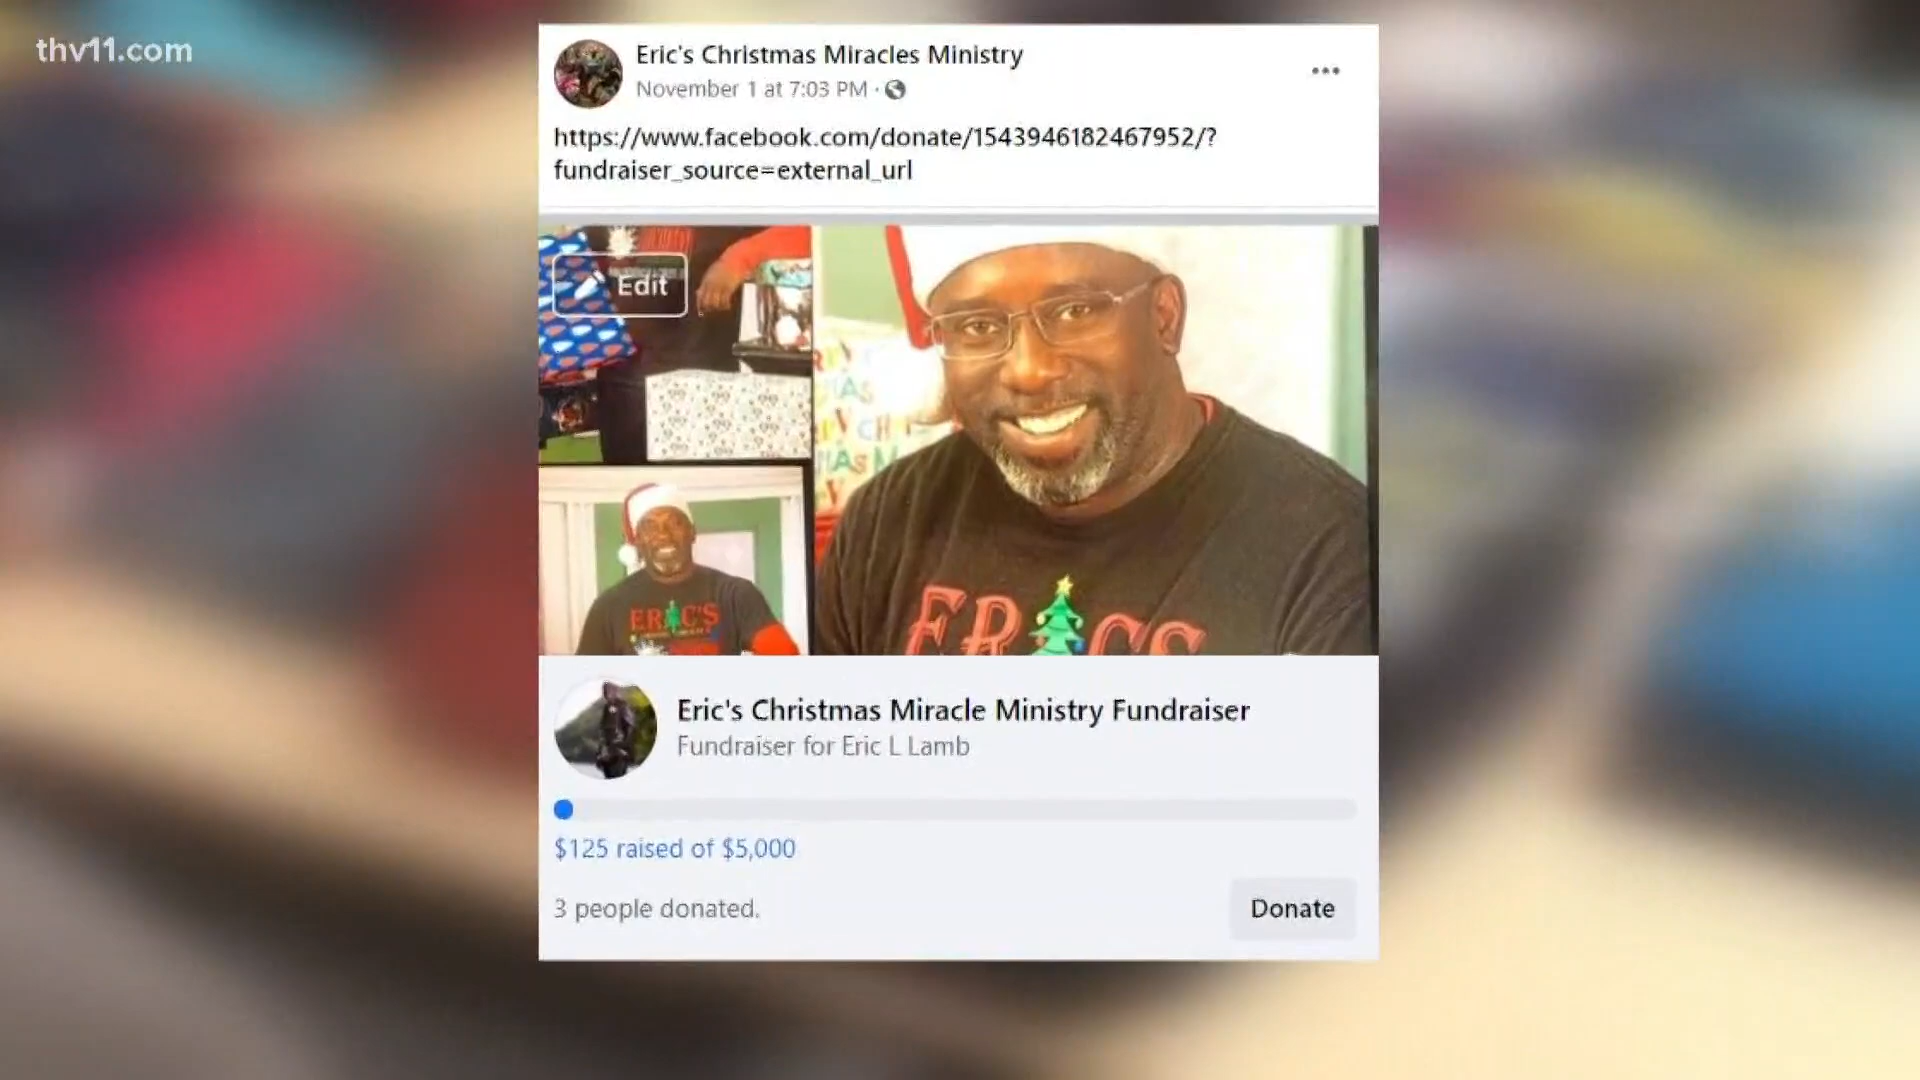 thv11.com
Eric's Christmas Miracles Ministry
November 1 at 7:03 PM ·
https://www.facebook.com/donate/1543946182467952/?
fundraiser_source=external_url
Edit
ERIC'S
ERICS
Eric's Christmas Miracle Ministry Fundraiser
Fundraiser for Eric L Lamb
$125 raised of $5,000
3 people donated.
Donate